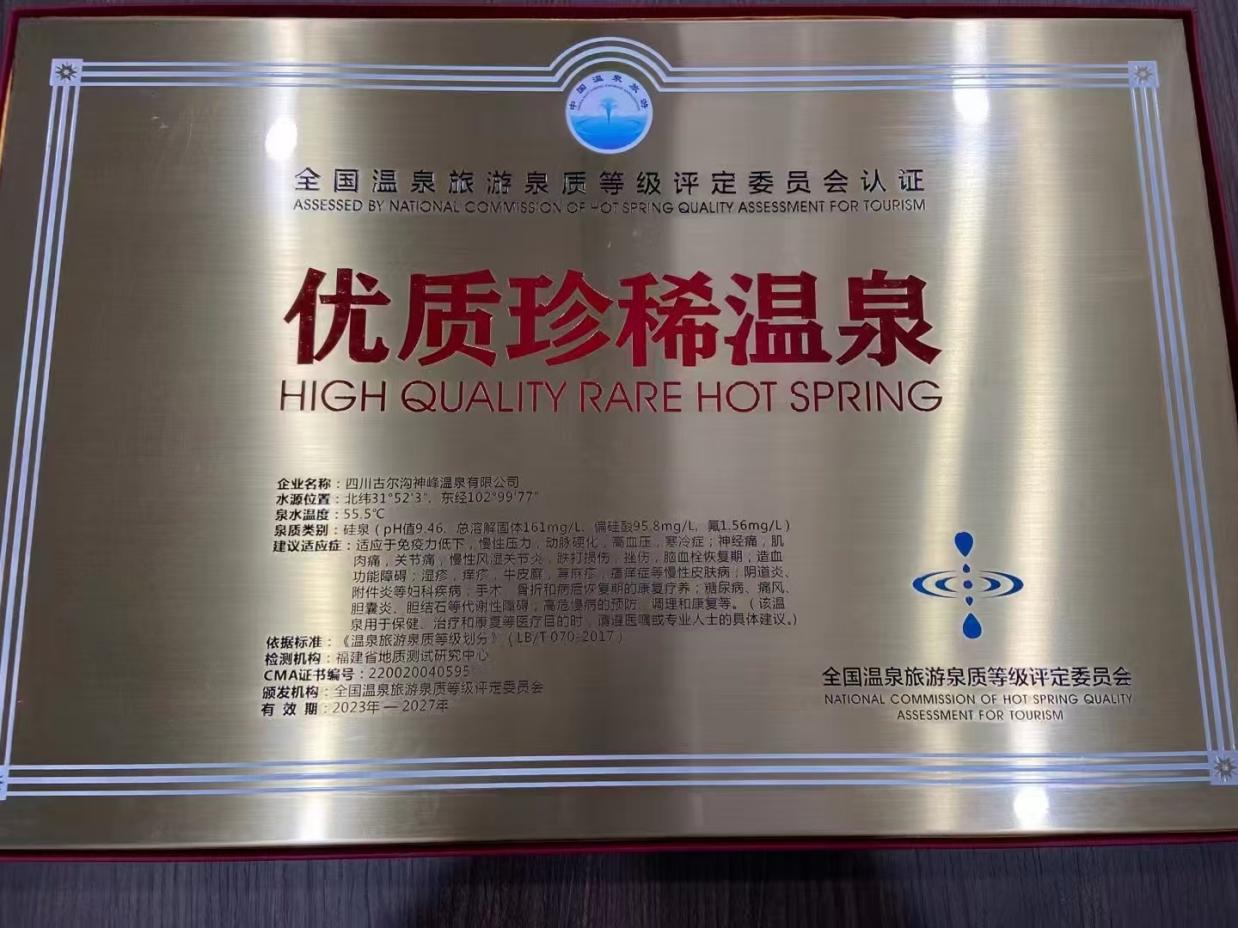 中国温泉旅游
全国温泉旅游泉质等级评定委员会认证
ASSESSED BY NATIONAL COMMISSION OF HOT SPRING QUALITY ASSESSMENT FOR TOURISM
优质珍稀温泉
HIGH QUALITY RARE HOT SPRING
企业名称：四川古尔沟神峰温泉有限公司
水源位置：北纬31°52'3"，东经102°99'77"
泉水温度：55.5℃
泉质类别：硅泉（pH值9.46、总溶解固体161mg/L、偏硅酸95.8mg/L、氟1.56mg/L）
建议适应症：适应于免疫力低下，慢性压力，动脉硬化，高血压，寒冷症；神经痛，肌
肉痛，关节痛，慢性风湿关节炎，跌打损伤，挫伤，脑血栓恢复期；造血
功能障碍；湿疹，痒疹，牛皮癣，荨麻疹，瘙痒症等慢性皮肤病；阴道炎、
附件炎等妇科疾病；手术、骨折和病后恢复期的康复疗养；糖尿病、痛风、
胆囊炎、胆结石等代谢性障碍；高危慢病的预防、调理和康复等。（该温
泉用于保健、治疗和康复等医疗目的时，请遵医嘱或专业人士的具体建议。）
依据标准：《温泉旅游泉质等级划分》（LB/T 070-2017）
检测机构：福建省地质测试研究中心
CMA证书编号：220020040595
颁发机构：全国温泉旅游泉质等级评定委员会
有 效 期：2023年—2027年
全国温泉旅游泉质等级评定委员会
NATIONAL COMMISSION OF HOT SPRING QUALITY
ASSESSMENT FOR TOURISM